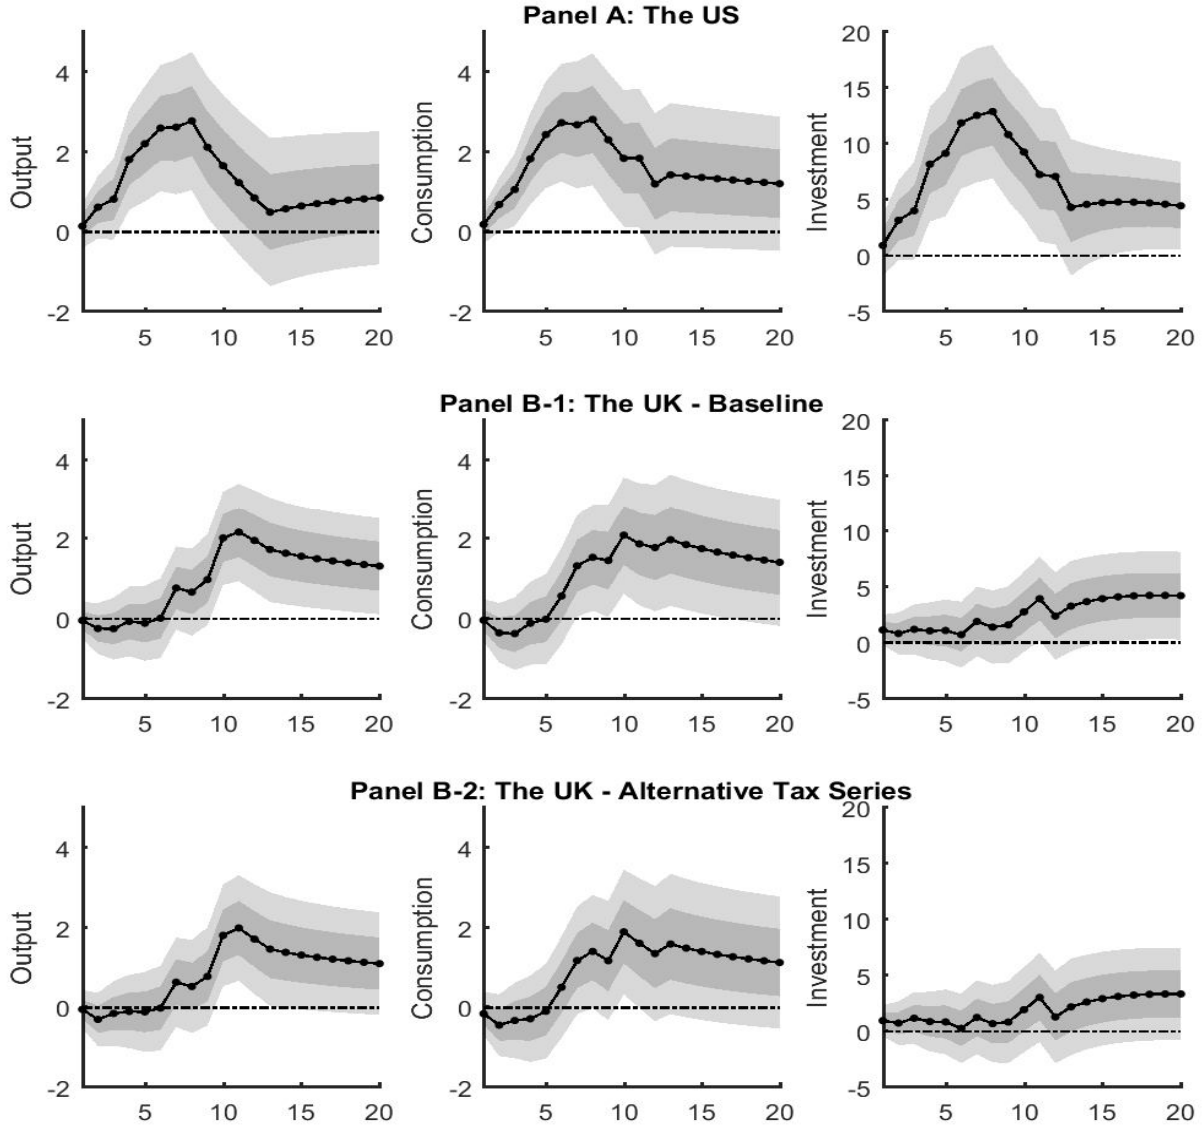 Panel A: The US
Output
4
2
0
-2
5 10 15 20
Consumption
4
2
0
-2
5 10 15 20
Investment
20
15
10
5
0
-5
5 10 15 20
Panel B-1: The UK - Baseline
Output
4
2
0
-2
5 10 15 20
Consumption
4
2
0
-2
5 10 15 20
Investment
20
15
10
5
0
-5
5 10 15 20
Panel B-2: The UK - Alternative Tax Series
Output
4
2
0
-2
5 10 15 20
Consumption
4
2
0
-2
5 10 15 20
Investment
20
15
10
5
0
-5
5 10 15 20